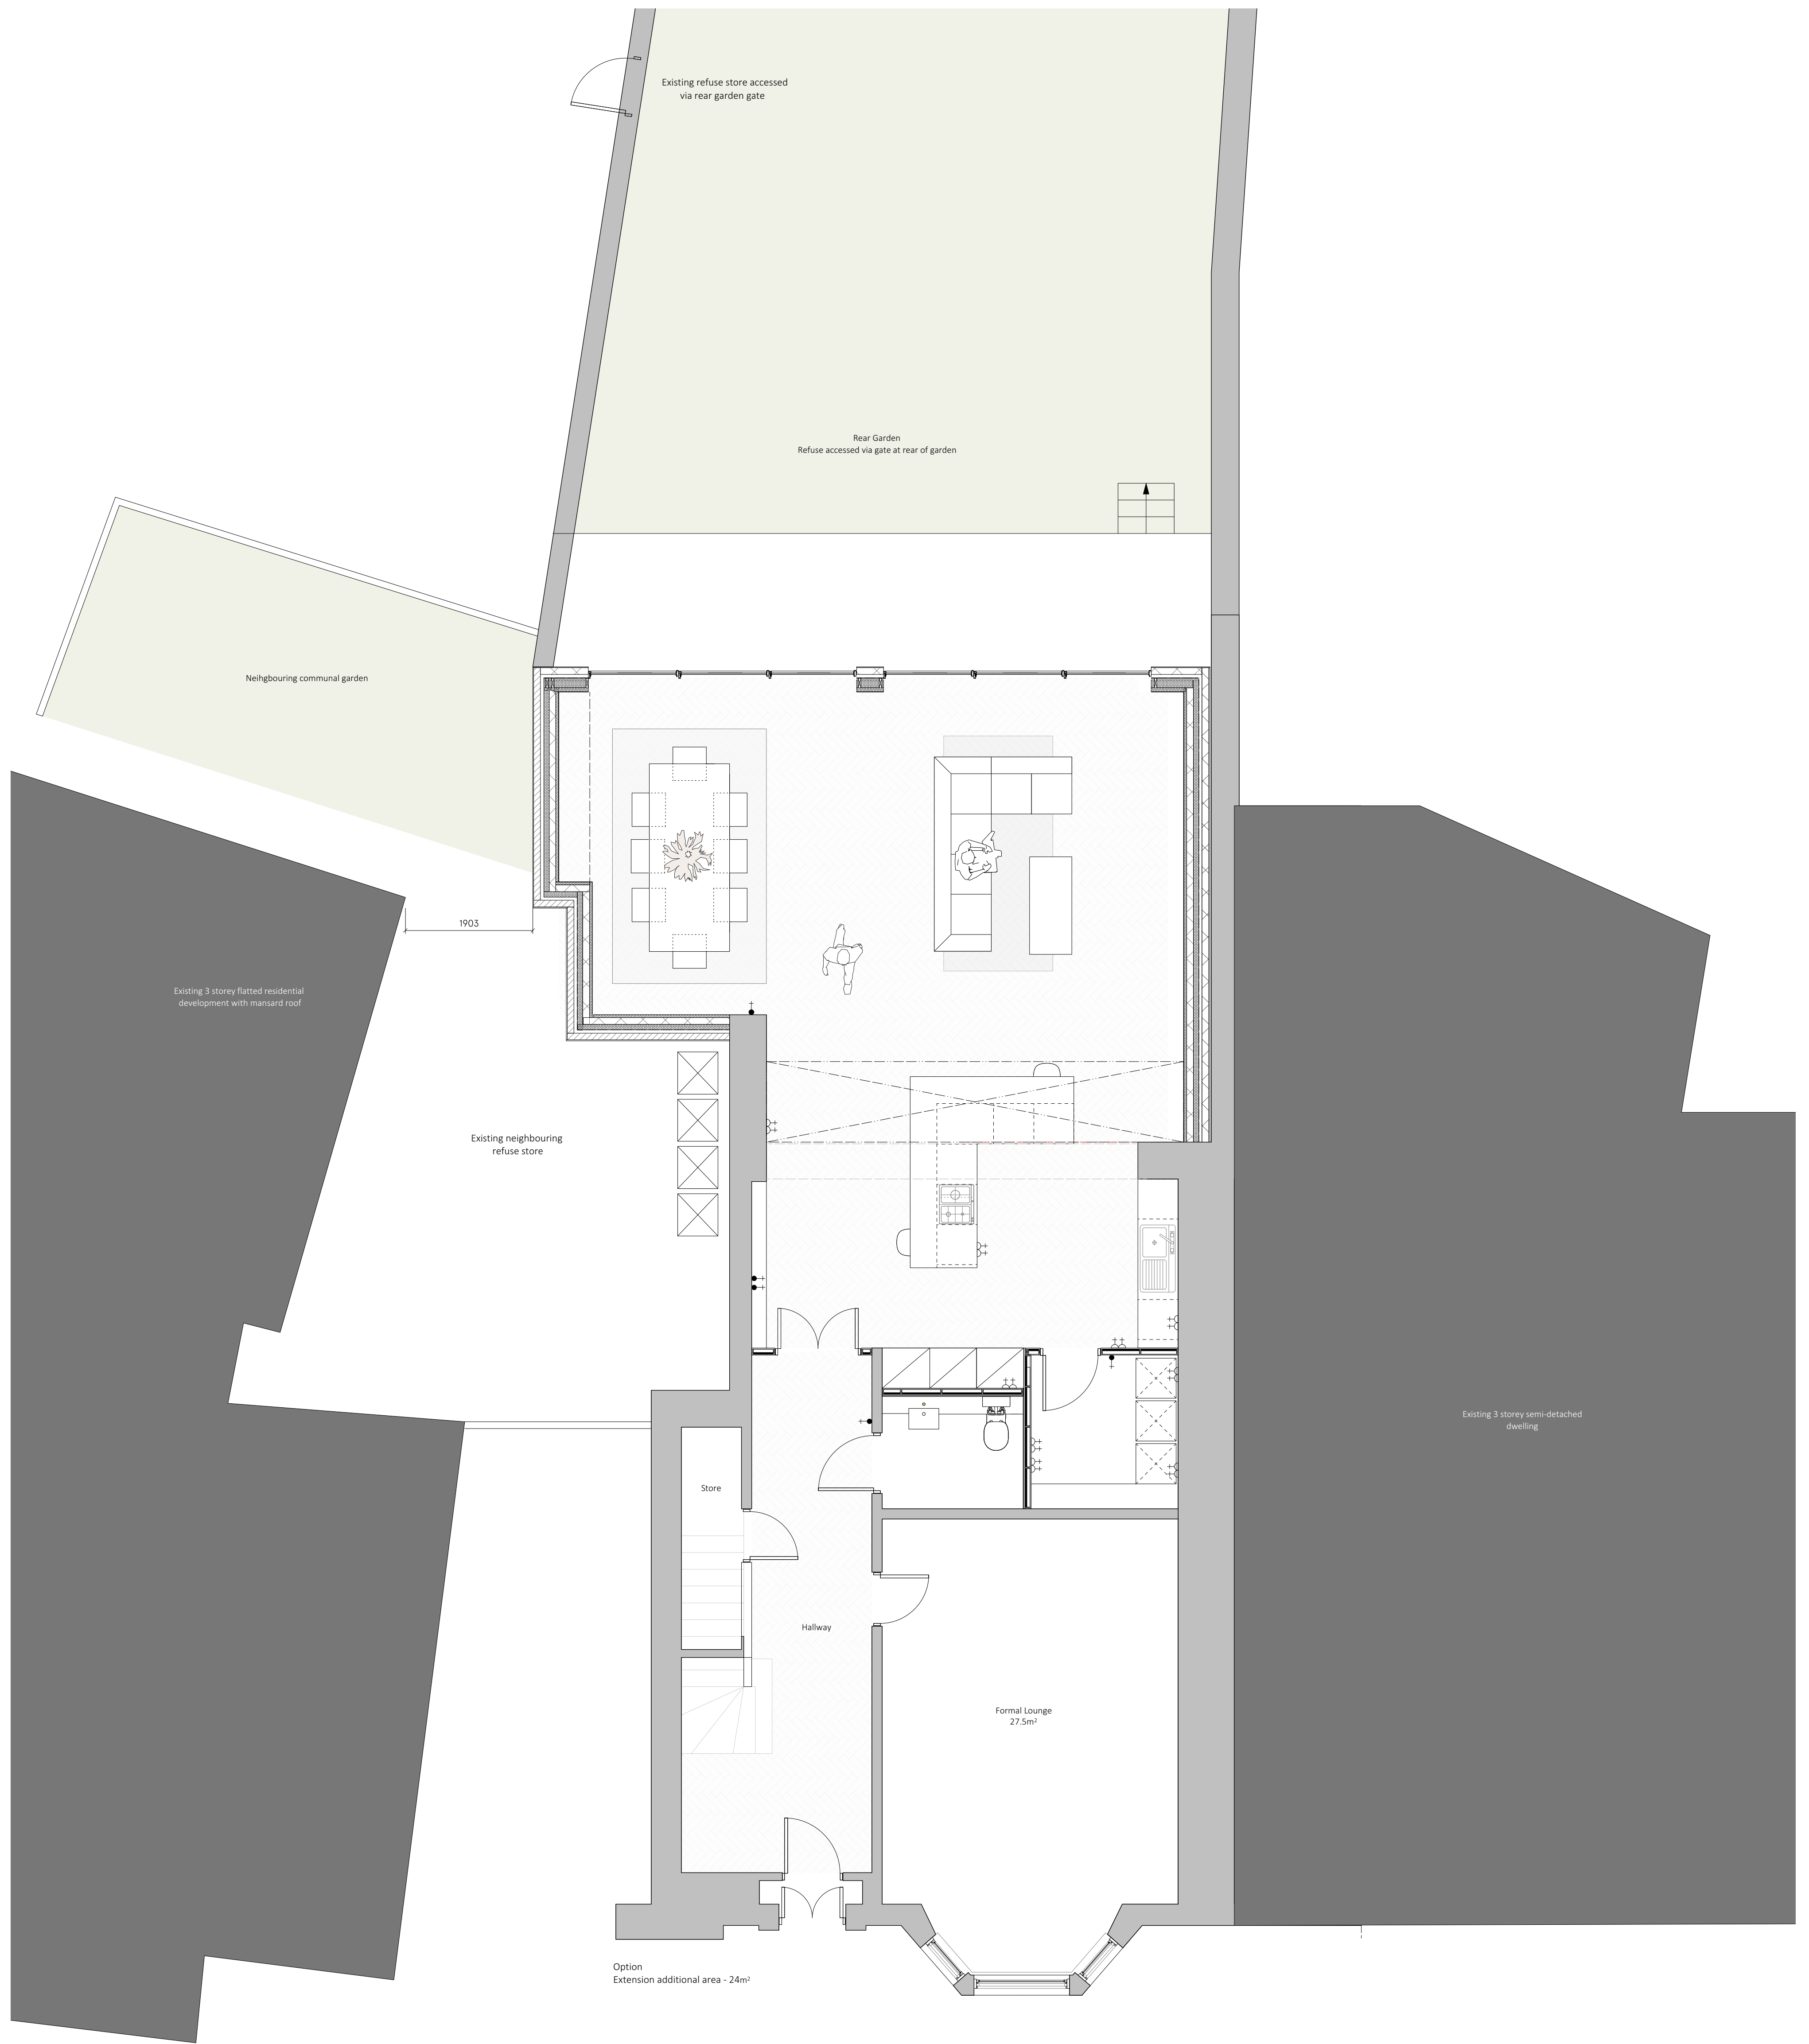 Existing refuse store accessed
via rear garden gate
Rear Garden
Refuse accessed via gate at rear of garden
Neihgbouring communal garden
1903
Existing 3 storey flatted residential
development with mansard roof
Existing neighbouring
refuse store
Existing 3 storey semi-detached
dwelling
Store
Hallway
Formal Lounge
27.5m²
Option
Extension additional area - 24m²